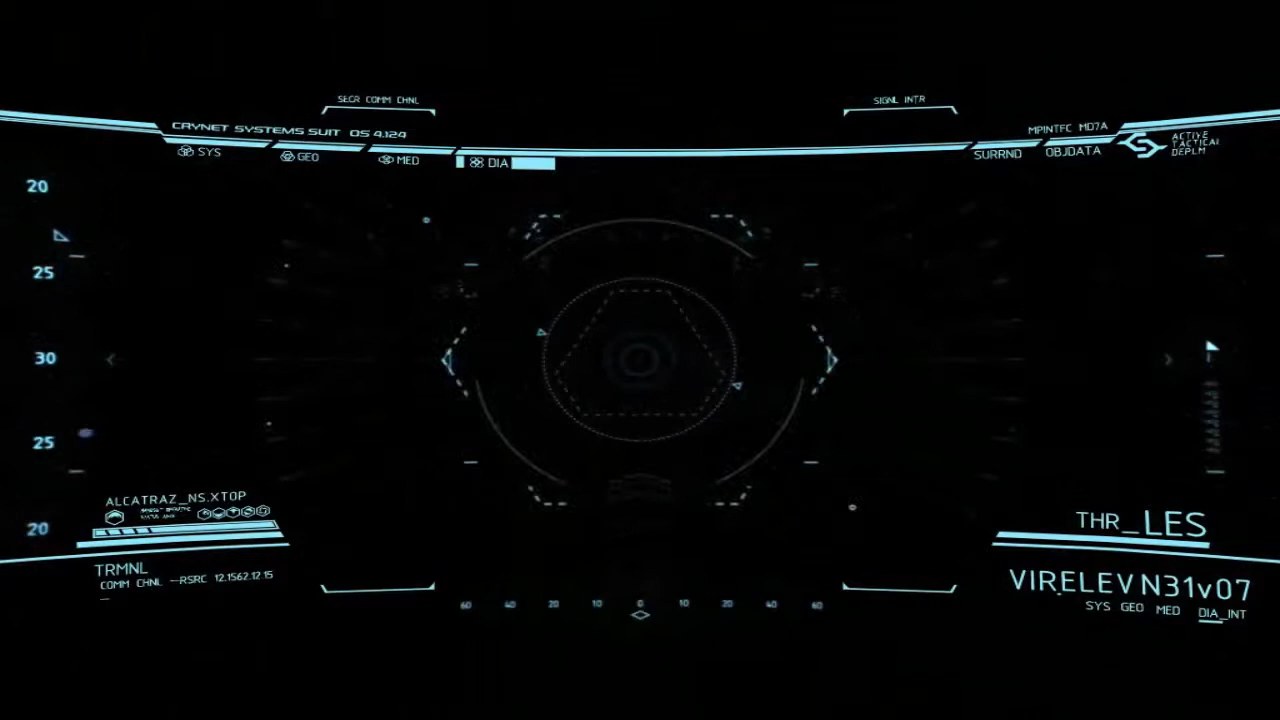 SECR COMM CHNL
SIGNL INTR
CRYNET SYSTEMS SUIT OS 4.124
MPINTFC MD7A
SYS
GEO
MED
DIA
SURRND
OBJDATA
ACTIVE
TACTICAL
DEPLM
20
25
30
25
20
ALCATRAZ_NS.XTOP
THR_LES
TRMNL
COMM CHNL --RSRC 12.1562.12.15
VIRELEV N31v07
SYS GEO MED DIA_INT
60 40 20 10 0 10 20 40 60